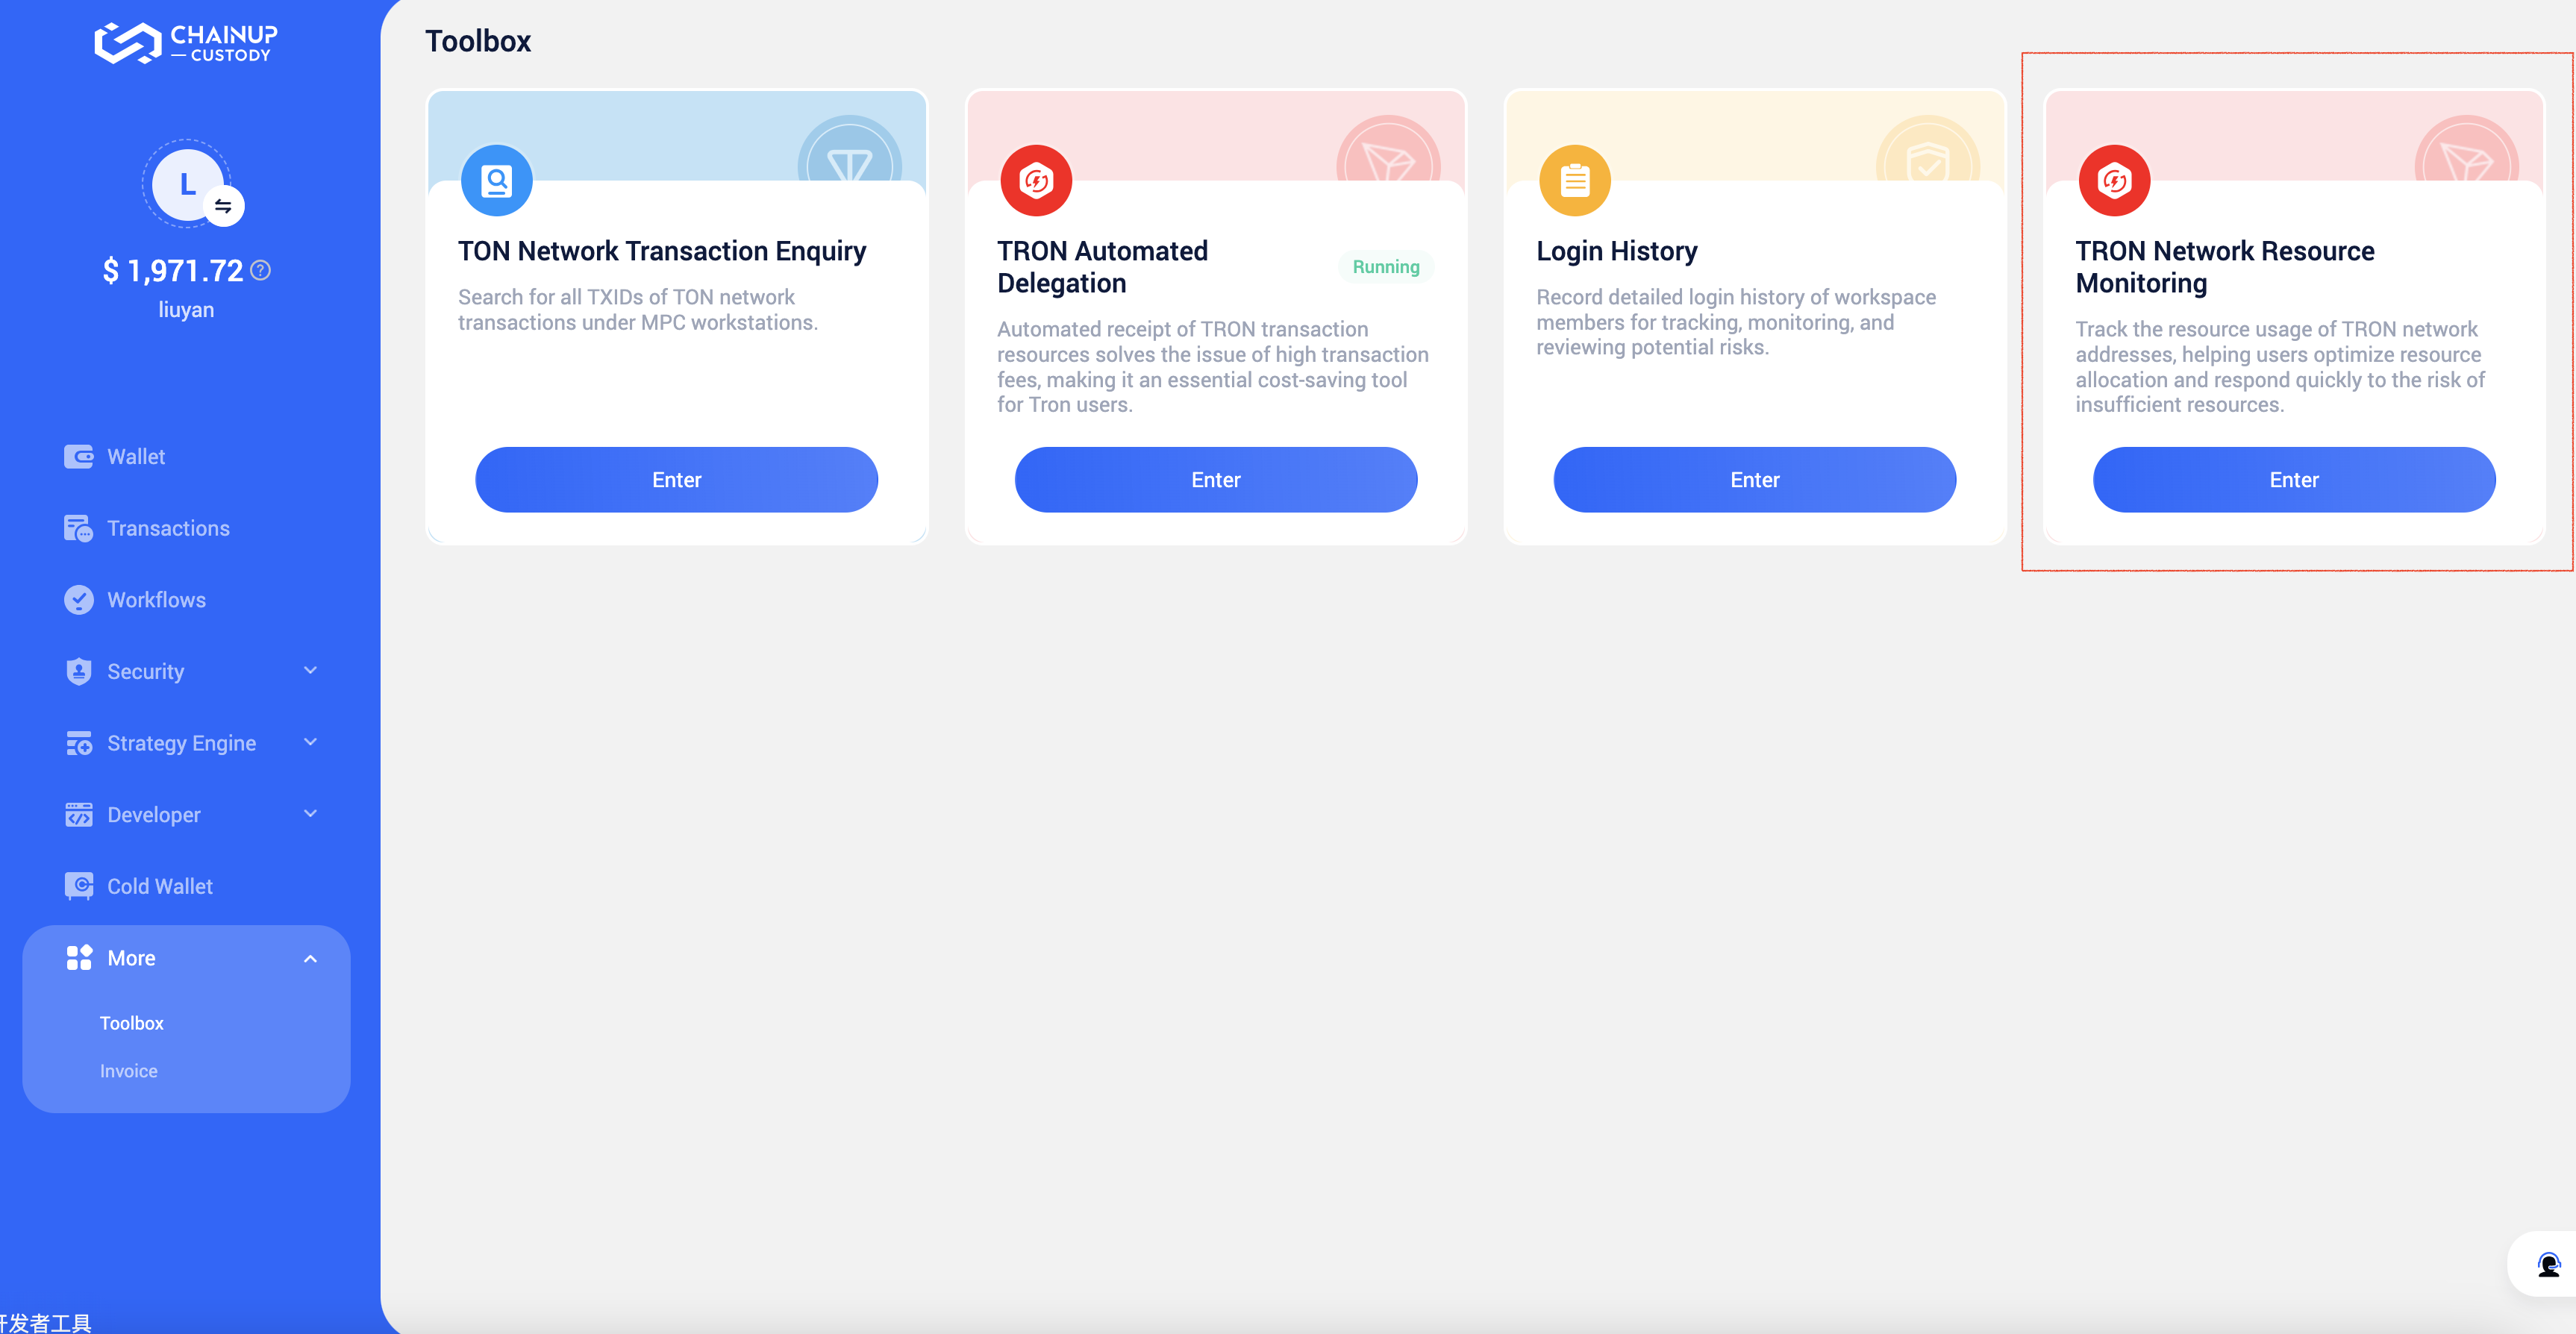 CHAINUP
CUSTODY
L
$ 1,971.72
liuyan
Wallet
Transactions
Workflows
Security
Strategy Engine
Developer
Cold Wallet
More
Toolbox
Invoice
发者工具
Toolbox
TON Network Transaction Enquiry
Search for all TXIDs of TON network
transactions under MPC workstations.
Enter
TRON Automated
Delegation
Running
Automated receipt of TRON transaction
resources solves the issue of high transaction
fees, making it an essential cost-saving tool
for Tron users.
Enter
Login History
Record detailed login history of workspace
members for tracking, monitoring, and
reviewing potential risks.
Enter
TRON Network Resource
Monitoring
Track the resource usage of TRON network
addresses, helping users optimize resource
allocation and respond quickly to the risk of
insufficient resources.
Enter